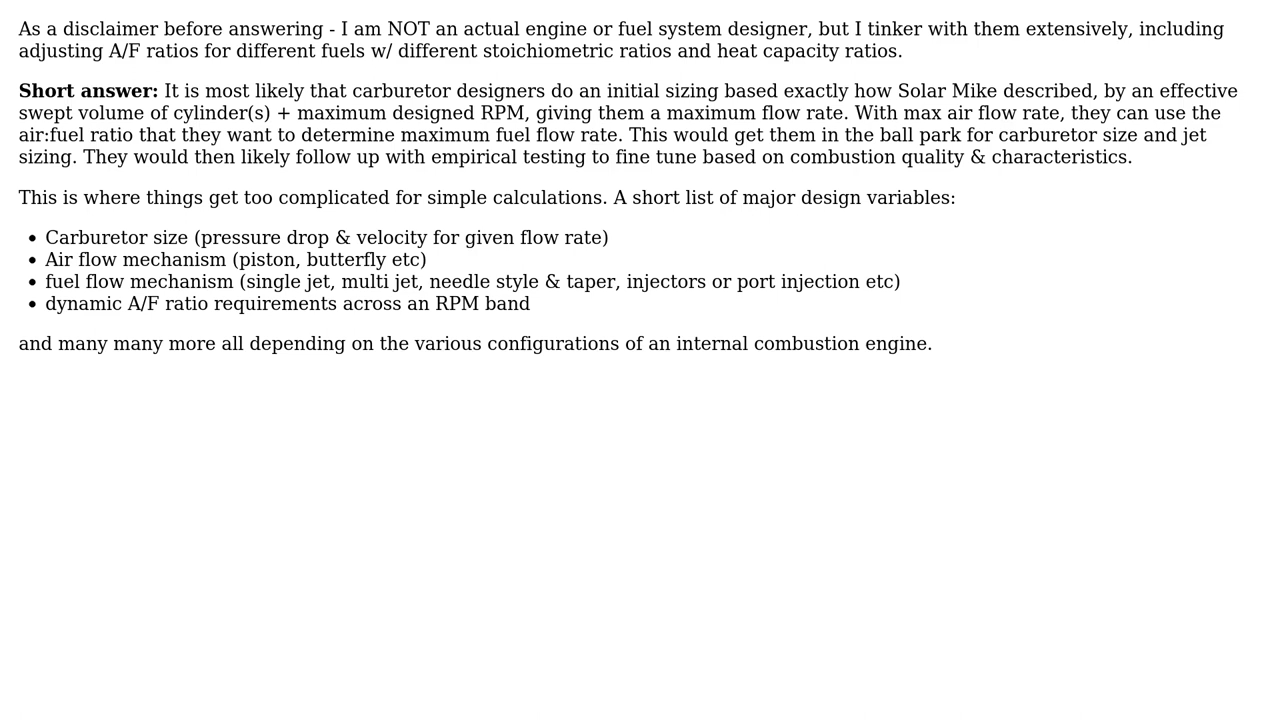 As a disclaimer before answering - I am NOT an actual engine or fuel system designer, but I tinker with them extensively, including
adjusting A/F ratios for different fuels w/ different stoichiometric ratios and heat capacity ratios.
Short answer: It is most likely that carburetor designers do an initial sizing based exactly how Solar Mike described, by an effective
swept volume of cylinder(s) + maximum designed RPM, giving them a maximum flow rate. With max air flow rate, they can use the
air:fuel ratio that they want to determine maximum fuel flow rate. This would get them in the ball park for carburetor size and jet
sizing. They would then likely follow up with empirical testing to fine tune based on combustion quality & characteristics.
This is where things get too complicated for simple calculations. A short list of major design variables:
• Carburetor size (pressure drop & velocity for given flow rate)
• Air flow mechanism (piston, butterfly etc)
• fuel flow mechanism (single jet, multi jet, needle style & taper, injectors or port injection etc)
• dynamic A/F ratio requirements across an RPM band
and many many more all depending on the various configurations of an internal combustion engine.